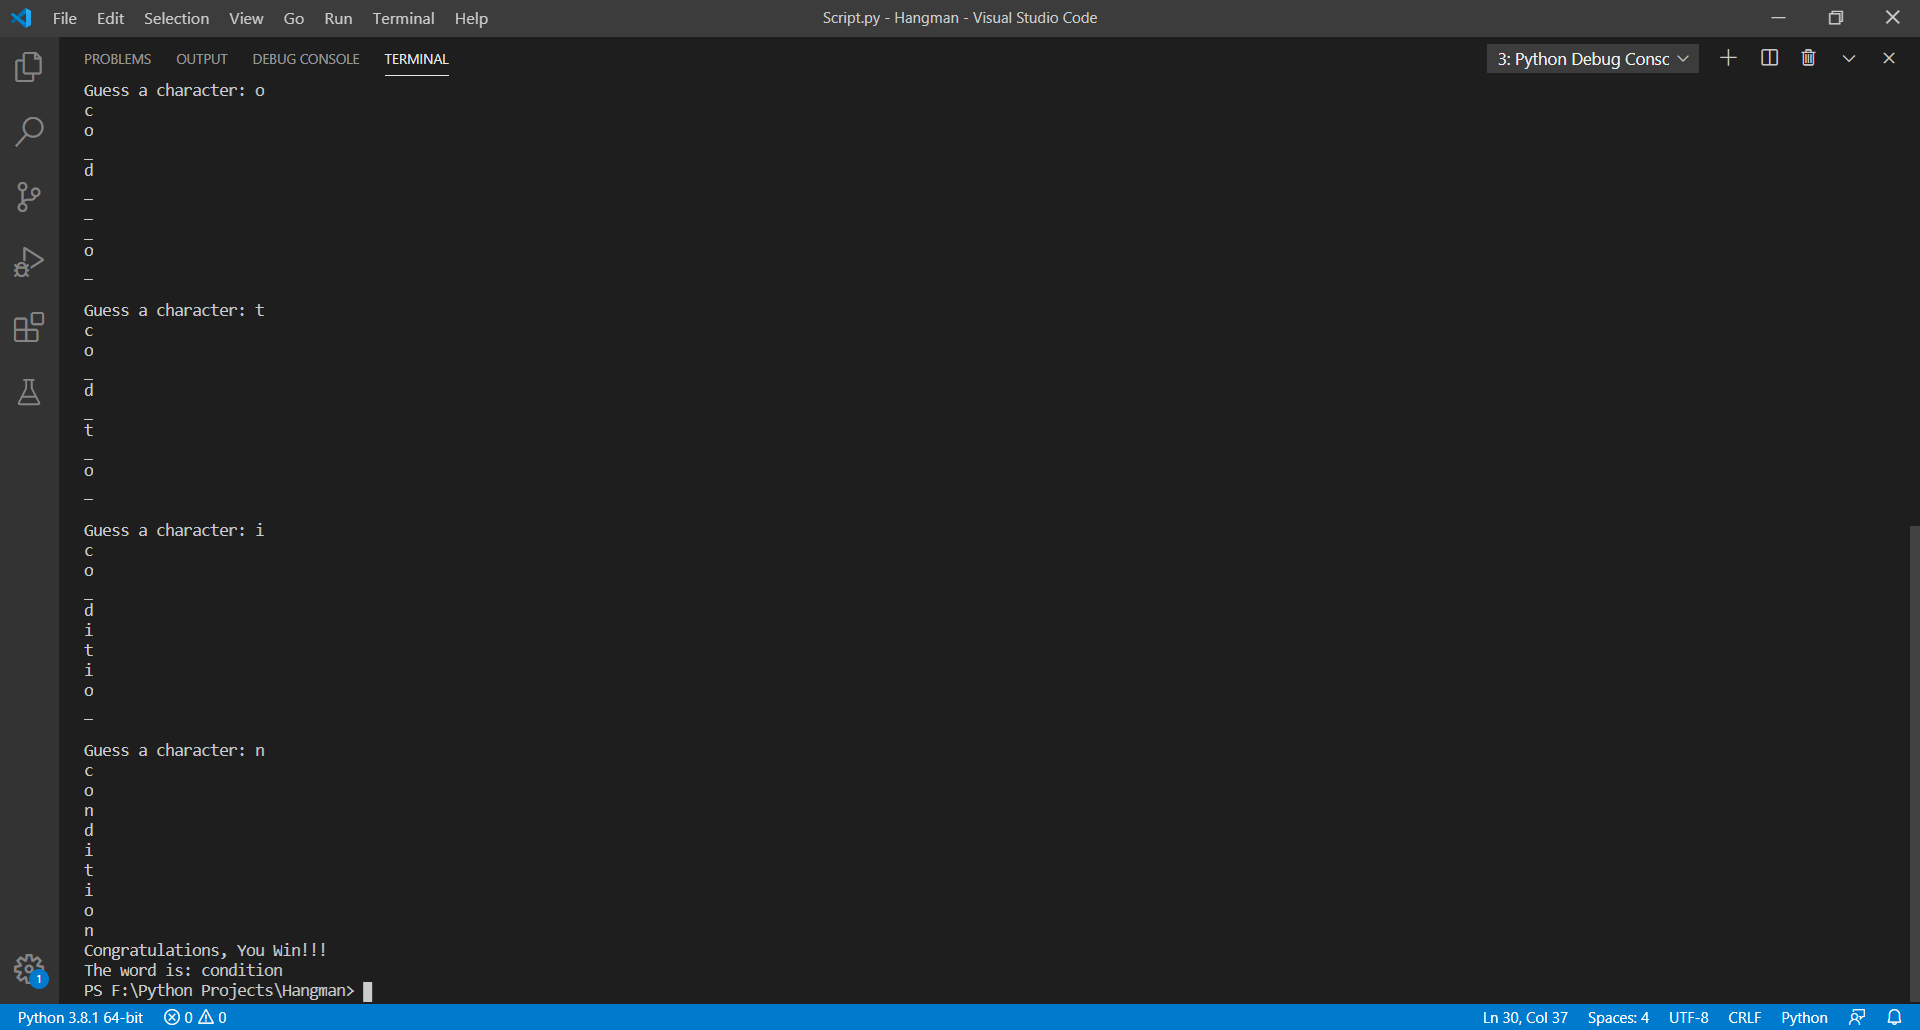 File Edit Selection View Go Run Terminal Help
Script.py - Hangman - Visual Studio Code
PROBLEMS OUTPUT DEBUG CONSOLE TERMINAL
3: Python Debug Consc
Guess a character: o
c
o
_
d
_
_
_
o
_
Guess a character: t
c
o
_
d
_
t
_
o
_
Guess a character: i
c
o
_
d
i
t
i
o
_
Guess a character: n
c
o
n
d
i
t
i
o
n
Congratulations, You Win!!!
The word is: condition
PS F:\Python Projects\Hangman>
1
Python 3.8.1 64-bit 0 0 Ln 30, Col 37 Spaces: 4 UTF-8 CRLF Python